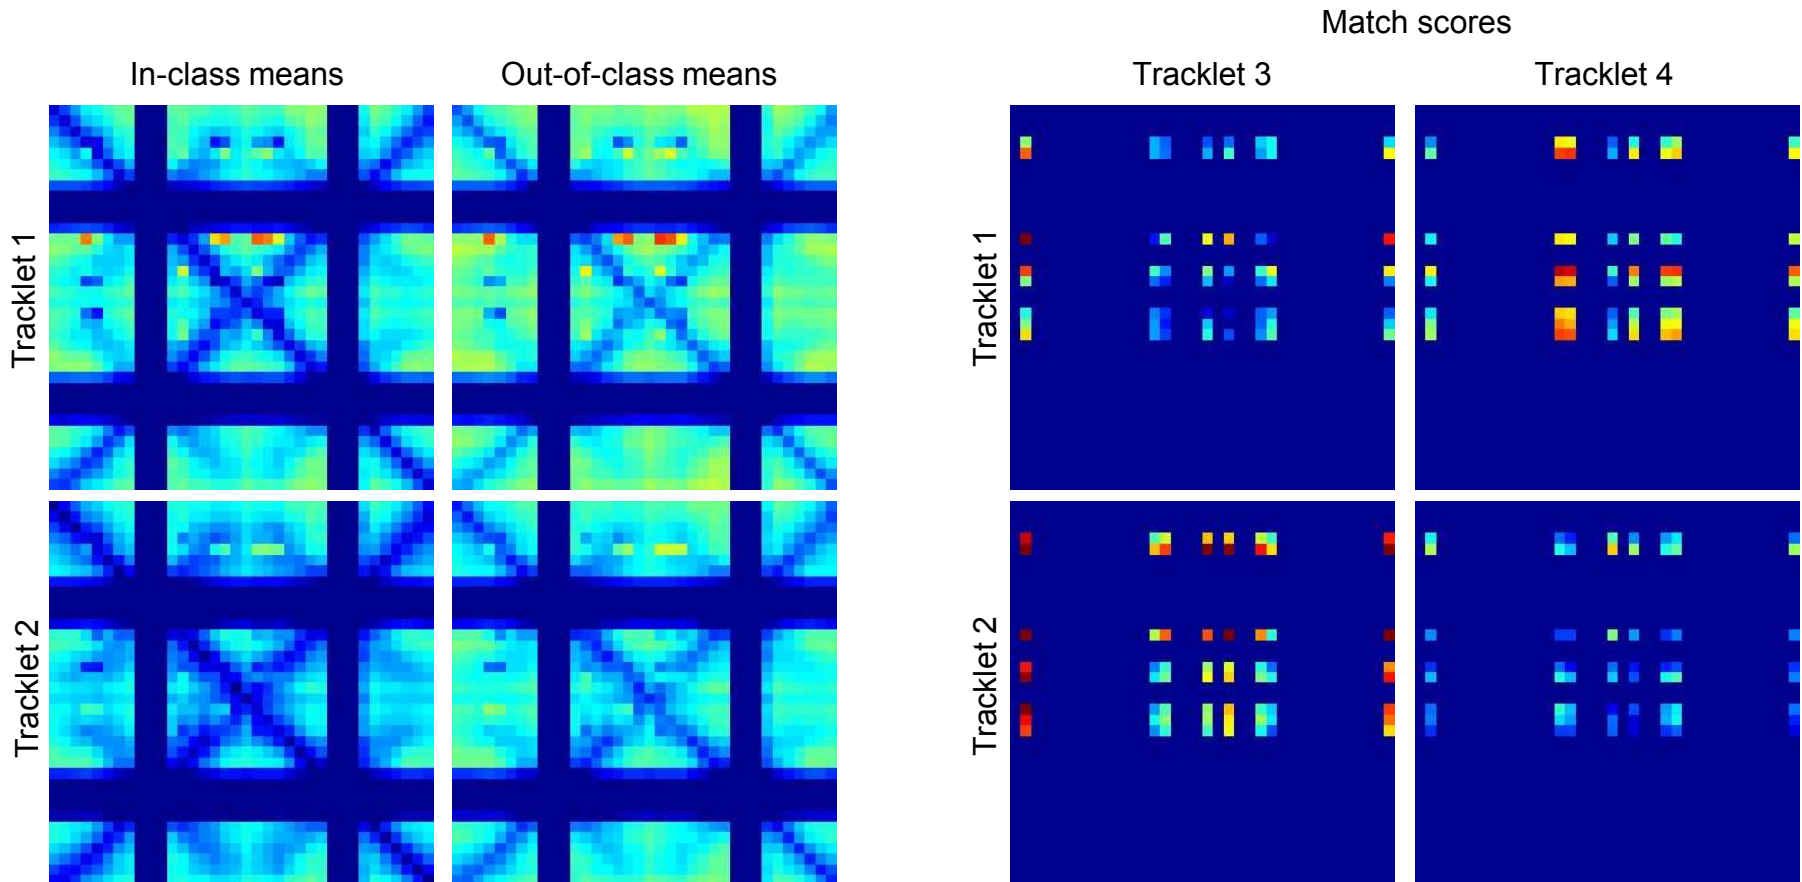 Match scores
In-class means
Out-of-class means
Tracklet 3
Tracklet 4
Tracklet 1
Tracklet 1
Tracklet 2
Tracklet 2